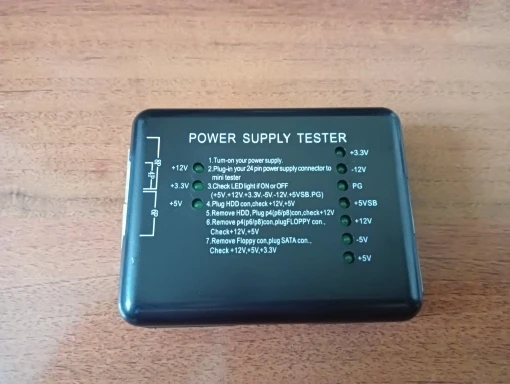 POWER SUPPLY TESTER
1.Turn-on your power supply.
2.Plug-in your 24 pin power supply connector to
mini tester
3.Check LED light if ON or OFF
(+5V,+12V,+3.3V,-5V,-12V,+5VSB,PG)
4.Plug HDD con,check +12V,+5V
5.Remove HDD, Plug p4(p6/p8)con,check+12V
6.Remove p4(p6/p8)con,plugFLOPPY con.,
Check+12V,+5V
7.Remove Floppy con,plug SATA con.,
Check +12V,+5V,+3.3V
+12V
+3.3V
+5V
+3.3V
-12V
PG
+5VSB
+12V
-5V
+5V